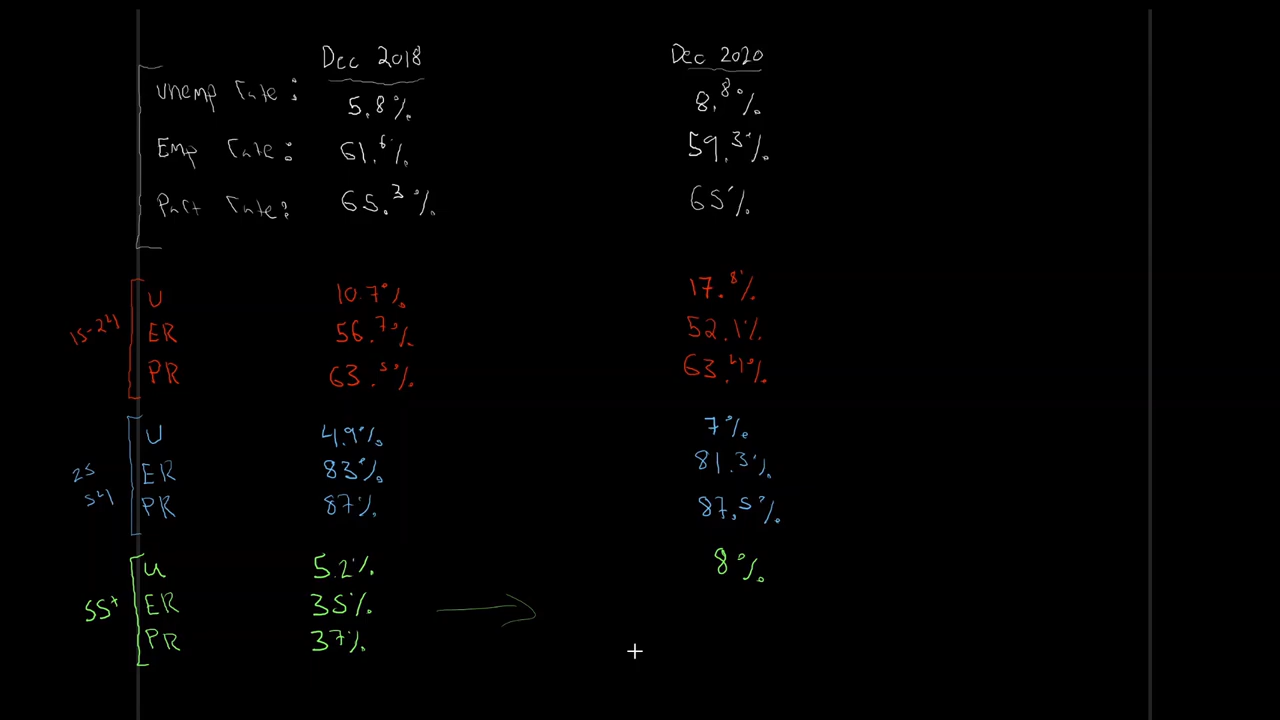 Dec 2018 Dec 2020
Unemp rate: 5.8% 8.8%
Emp rate: 61.6% 59.3%
Part rate: 65.3% 65%
U 10.7% 17.8%
15-24 ER 56.7% 52.1%
PR 63.5% 63.4%
U 4.9% 7%
25 ER 83% 81.3%
54 PR 87% 87.5%
U 5.2% 8%
55+ ER 35%
PR 37%